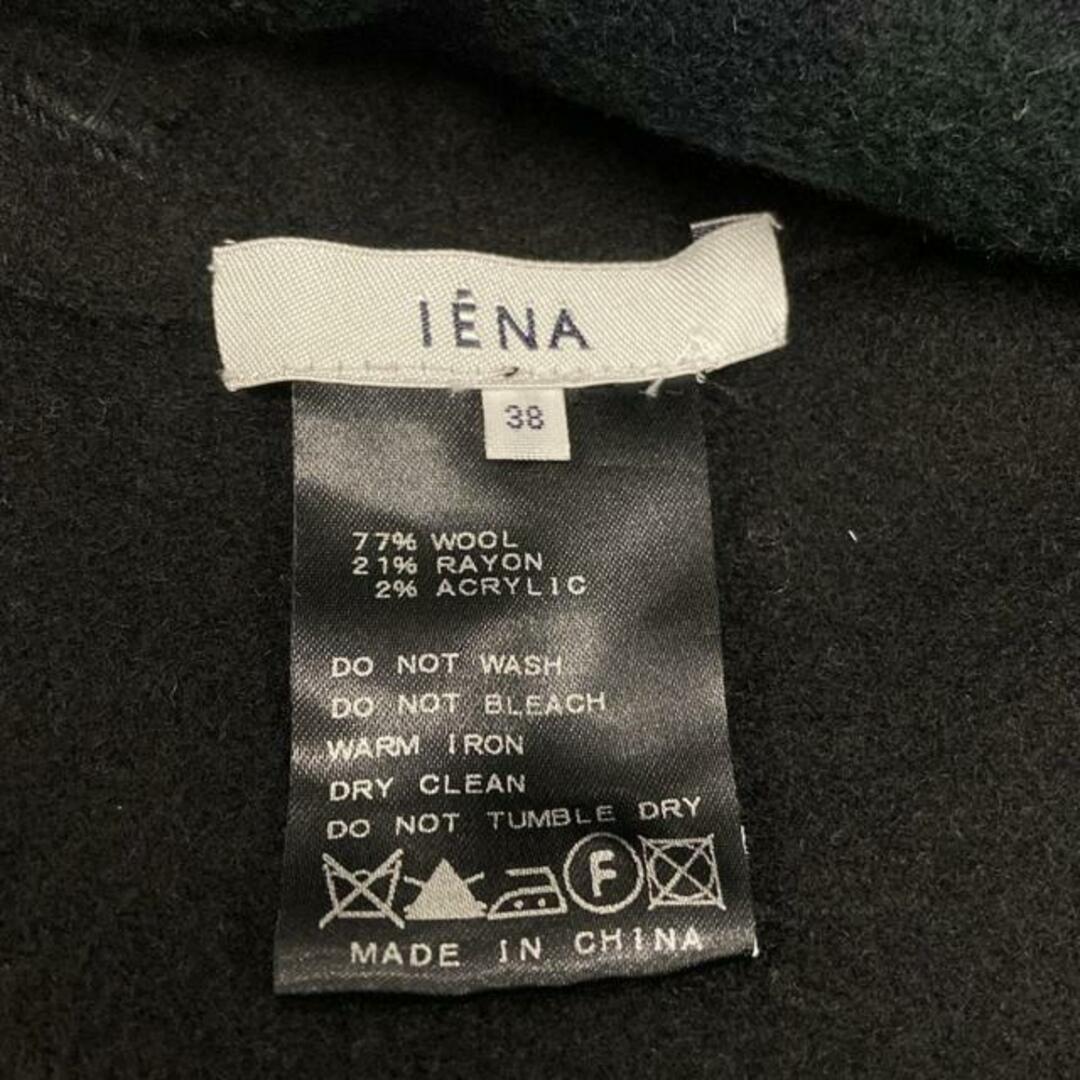 IÉNA
38
77% WOOL
21% RAYON
2% ACRYLIC
DO NOT WASH
DO NOT BLEACH
WARM IRON
DRY CLEAN
DO NOT TUMBLE DRY
F
MADE IN CHINA